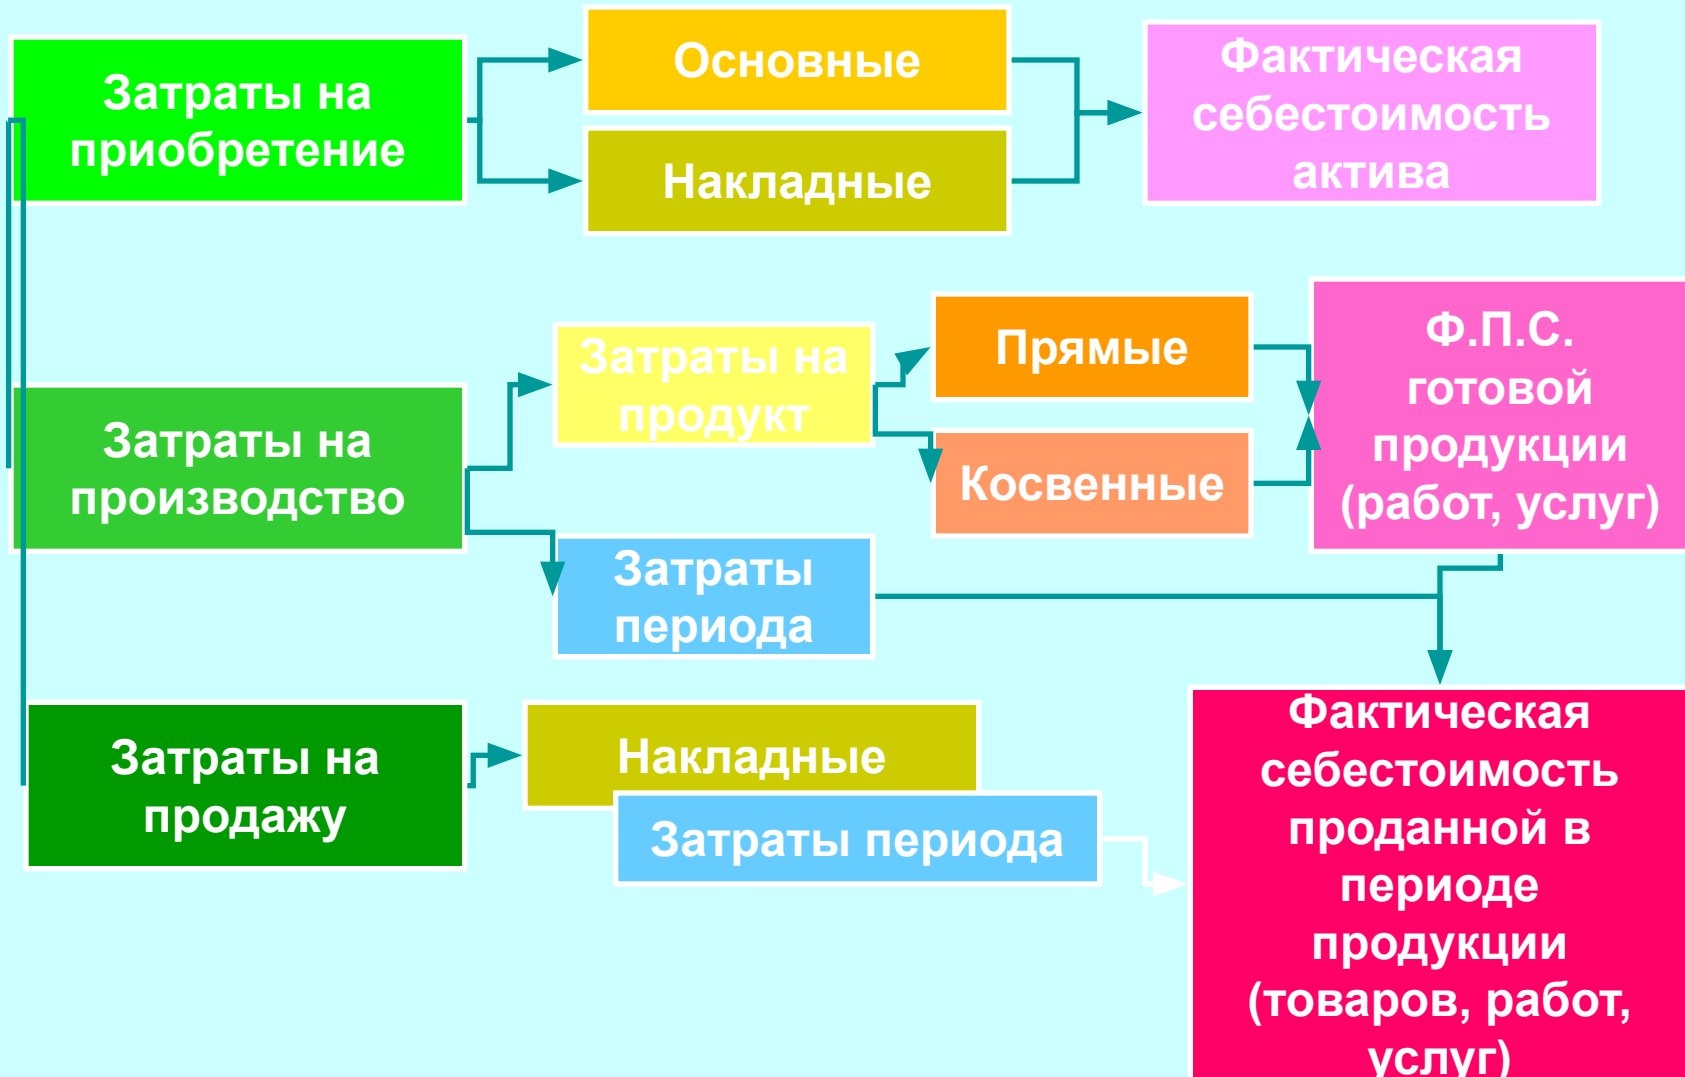 Затраты на
приобретение
Основные
Накладные
Фактическая
себестоимость
актива
Затраты на
производство
Затраты на
продукт
Прямые
Косвенные
Ф.П.С.
готовой
продукции
(работ, услуг)
Затраты
периода
Затраты на
продажу
Накладные
Затраты периода
Фактическая
себестоимость
проданной в
периоде
продукции
(товаров, работ,
услуг)